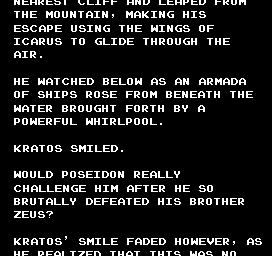 NEAREST CLIFF AND LEAPED FROM
THE MOUNTAIN, MAKING HIS
ESCAPE USING THE WINGS OF
ICARUS TO GLIDE THROUGH THE
AIR.
HE WATCHED BELOW AS AN ARMADA
OF SHIPS ROSE FROM BENEATH THE
WATER BROUGHT FORTH BY A
POWERFUL WHIRLPOOL.
KRATOS SMILED.
WOULD POSEIDON REALLY
CHALLENGE HIM AFTER HE SO
BRUTALLY DEFEATED HIS BROTHER
ZEUS?
KRATOS' SMILE FADED HOWEVER, AS
HE REALIZED THAT THIS WAS NO